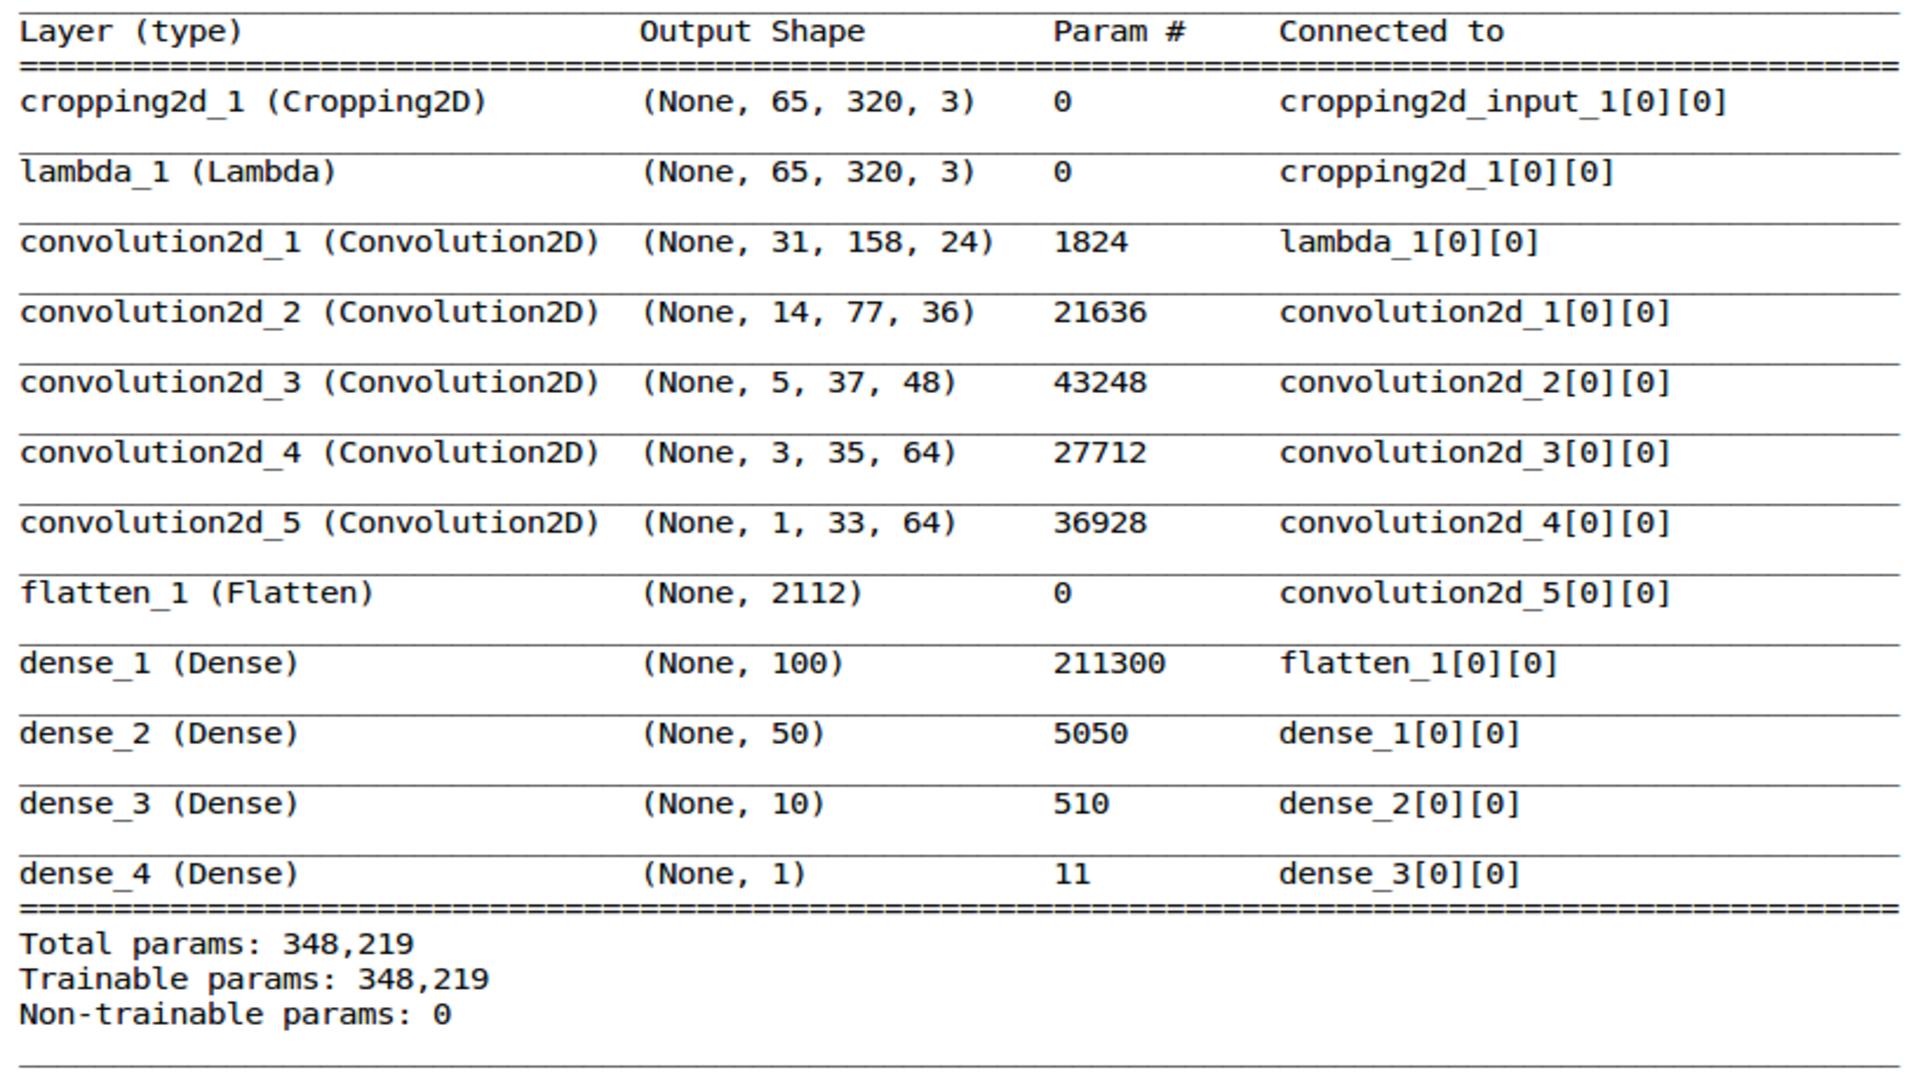 Layer (type) Output Shape Param # Connected to
cropping2d_1 (Cropping2D) (None, 65, 320, 3) 0 cropping2d_input_1[0][0]
lambda_1 (Lambda) (None, 65, 320, 3) 0 cropping2d_1[0][0]
convolution2d_1 (Convolution2D) (None, 31, 158, 24) 1824 lambda_1[0][0]
convolution2d_2 (Convolution2D) (None, 14, 77, 36) 21636 convolution2d_1[0][0]
convolution2d_3 (Convolution2D) (None, 5, 37, 48) 43248 convolution2d_2[0][0]
convolution2d_4 (Convolution2D) (None, 3, 35, 64) 27712 convolution2d_3[0][0]
convolution2d_5 (Convolution2D) (None, 1, 33, 64) 36928 convolution2d_4[0][0]
flatten_1 (Flatten) (None, 2112) 0 convolution2d_5[0][0]
dense_1 (Dense) (None, 100) 211300 flatten_1[0][0]
dense_2 (Dense) (None, 50) 5050 dense_1[0][0]
dense_3 (Dense) (None, 10) 510 dense_2[0][0]
dense_4 (Dense) (None, 1) 11 dense_3[0][0]
Total params: 348,219
Trainable params: 348,219
Non-trainable params: 0